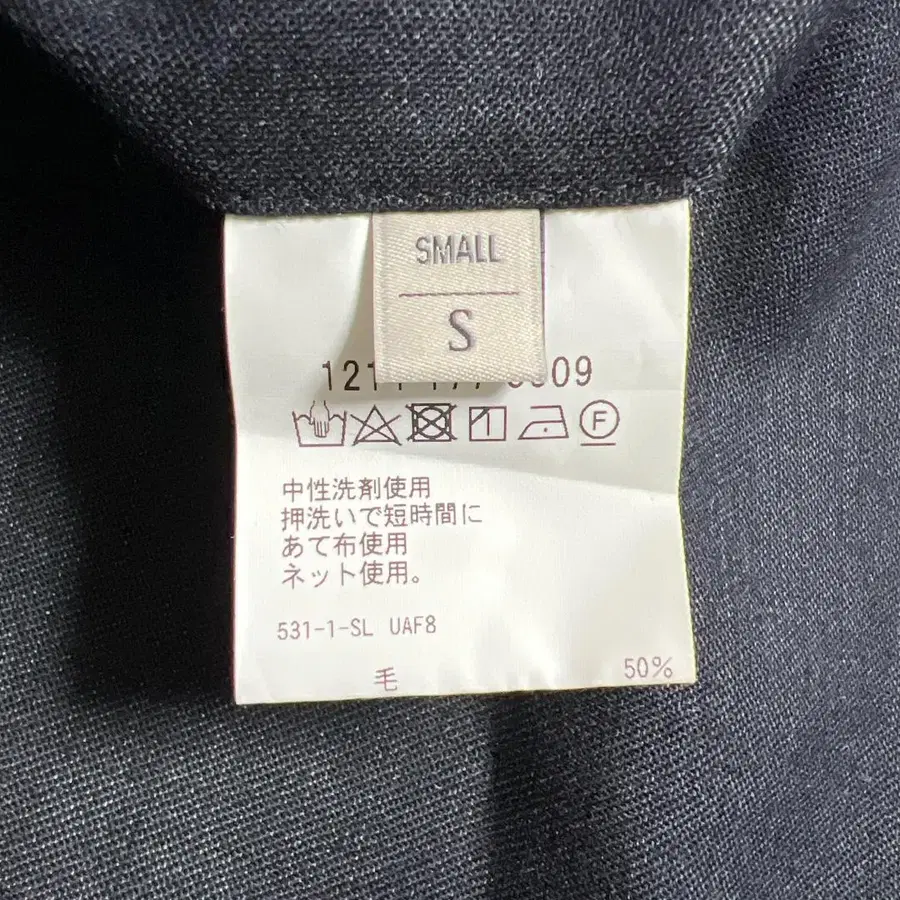 SMALL
S
中性洗剤使用
押洗いで短時間に
あて布使用
ネット使用。
531-1-SL UAF8
毛 50%